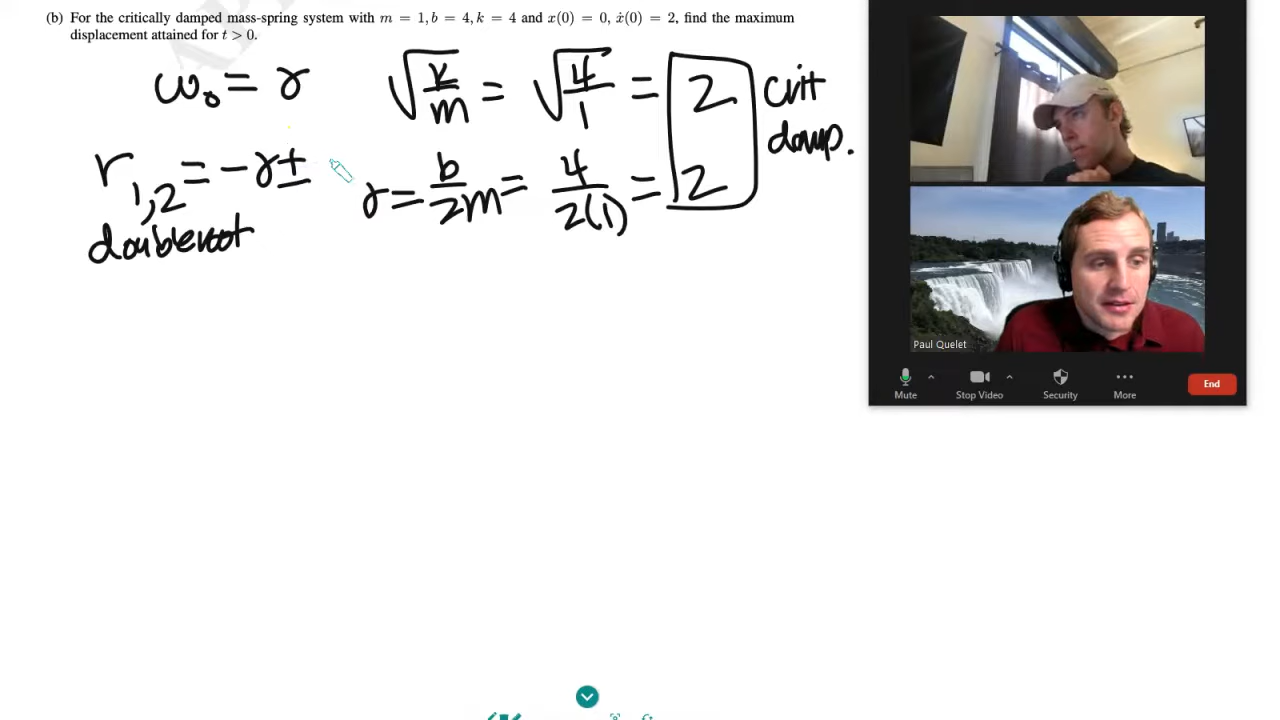 (b) For the critically damped mass-spring system with m = 1, b = 4, k = 4 and x(0) = 0, ẋ(0) = 2, find the maximum
displacement attained for t > 0.
ω₀ = γ
√(k/m) = √(4/1) = 2
crit
damp.
r₁,₂ = -γ ±
γ = b/2m = 4/2(1) = 2
double root
Paul Quelet
Mute
Stop Video
Security
More
End